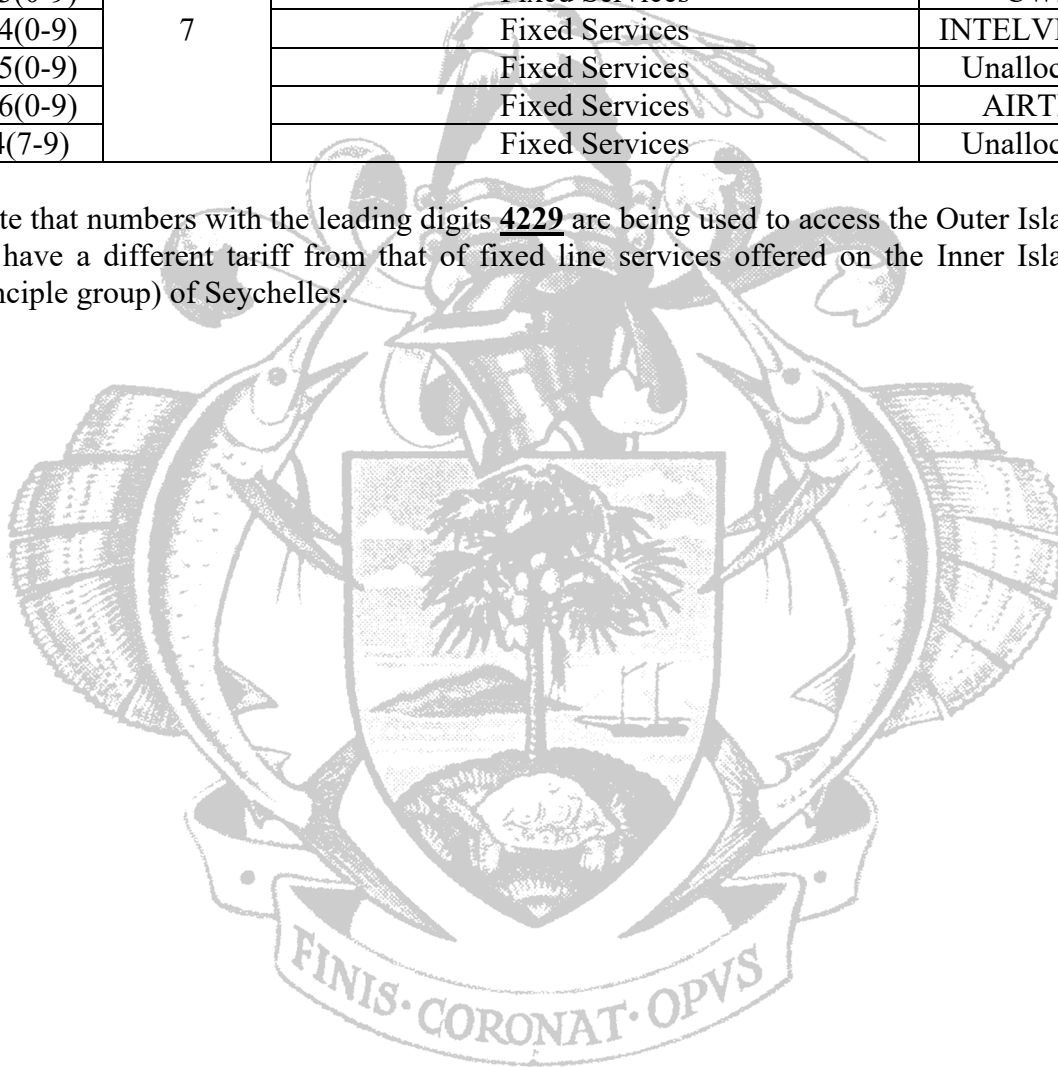 4(0-9) 7 Fixed Services INTELV
5(0-9) Fixed Services Unalloc
6(0-9) Fixed Services AIRT
(7-9) Fixed Services Unalloc
te that numbers with the leading digits 4229 are being used to access the Outer Isla
have a different tariff from that of fixed line services offered on the Inner Isla
nciple group) of Seychelles.
FINIS·CORONAT·OPVS